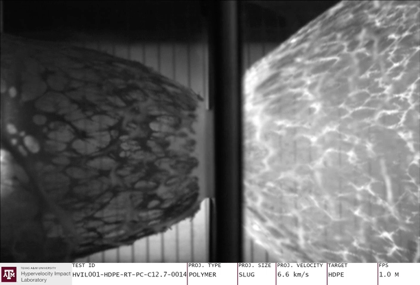 TEXAS A&M UNIVERSITY
Hypervelocity Impact
Laboratory
ATM
TEST ID
HVIL001-HDPE-RT-PC-C12.7-0014
PROJ. TYPE
POLYMER
PROJ. SIZE
SLUG
PROJ. VELOCITY
6.6 km/s
TARGET
HDPE
FPS
1.0 M